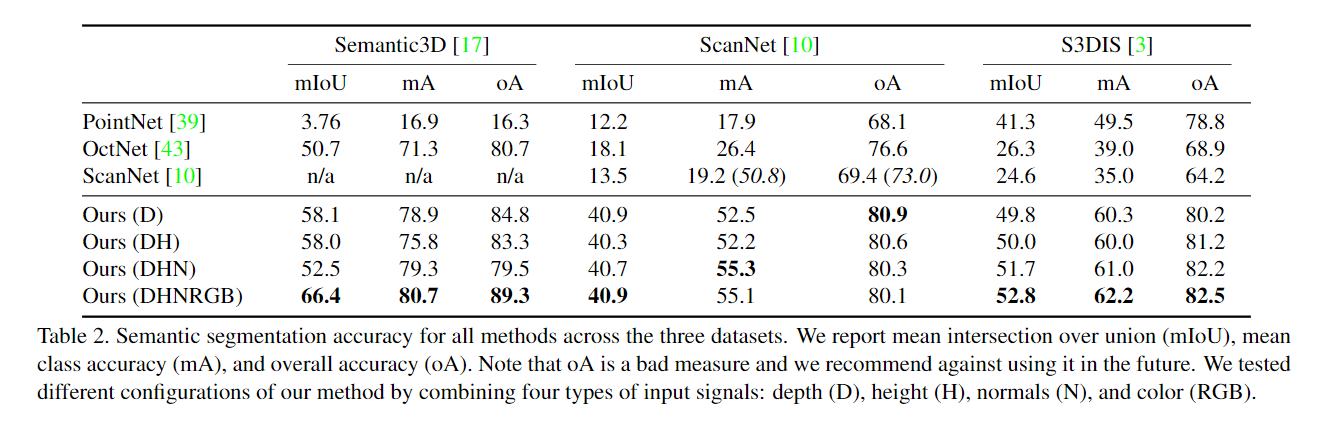 Semantic3D [17] ScanNet [10] S3DIS [3]
mIoU mA oA mIoU mA oA mIoU mA oA
PointNet [39] 3.76 16.9 16.3 12.2 17.9 68.1 41.3 49.5 78.8
OctNet [43] 50.7 71.3 80.7 18.1 26.4 76.6 26.3 39.0 68.9
ScanNet [10] n/a n/a n/a 13.5 19.2 (50.8) 69.4 (73.0) 24.6 35.0 64.2
Ours (D) 58.1 78.9 84.8 40.9 52.5 80.9 49.8 60.3 80.2
Ours (DH) 58.0 75.8 83.3 40.3 52.2 80.6 50.0 60.0 81.2
Ours (DHN) 52.5 79.3 79.5 40.7 55.3 80.3 51.7 61.0 82.2
Ours (DHNRGB) 66.4 80.7 89.3 40.9 55.1 80.1 52.8 62.2 82.5
Table 2. Semantic segmentation accuracy for all methods across the three datasets. We report mean intersection over union (mIoU), mean
class accuracy (mA), and overall accuracy (oA). Note that oA is a bad measure and we recommend against using it in the future. We tested
different configurations of our method by combining four types of input signals: depth (D), height (H), normals (N), and color (RGB).